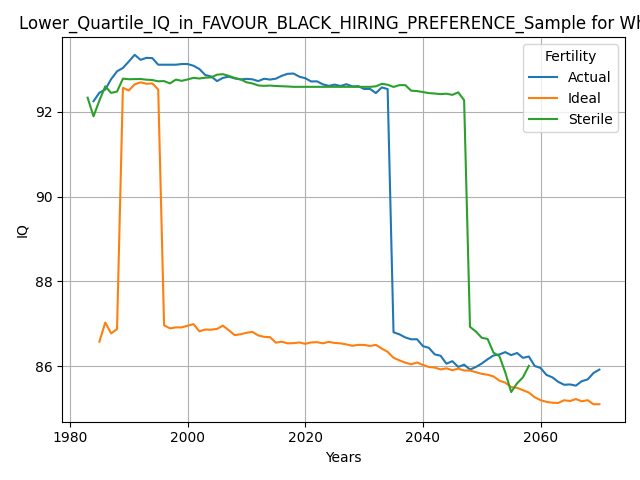 Lower_Quartile_IQ_in_FAVOUR_BLACK_HIRING_PREFERENCE_Sample for Wh
Fertility
Actual
Ideal
Sterile
IQ
92
90
88
86
1980
2000
2020
2040
2060
Years